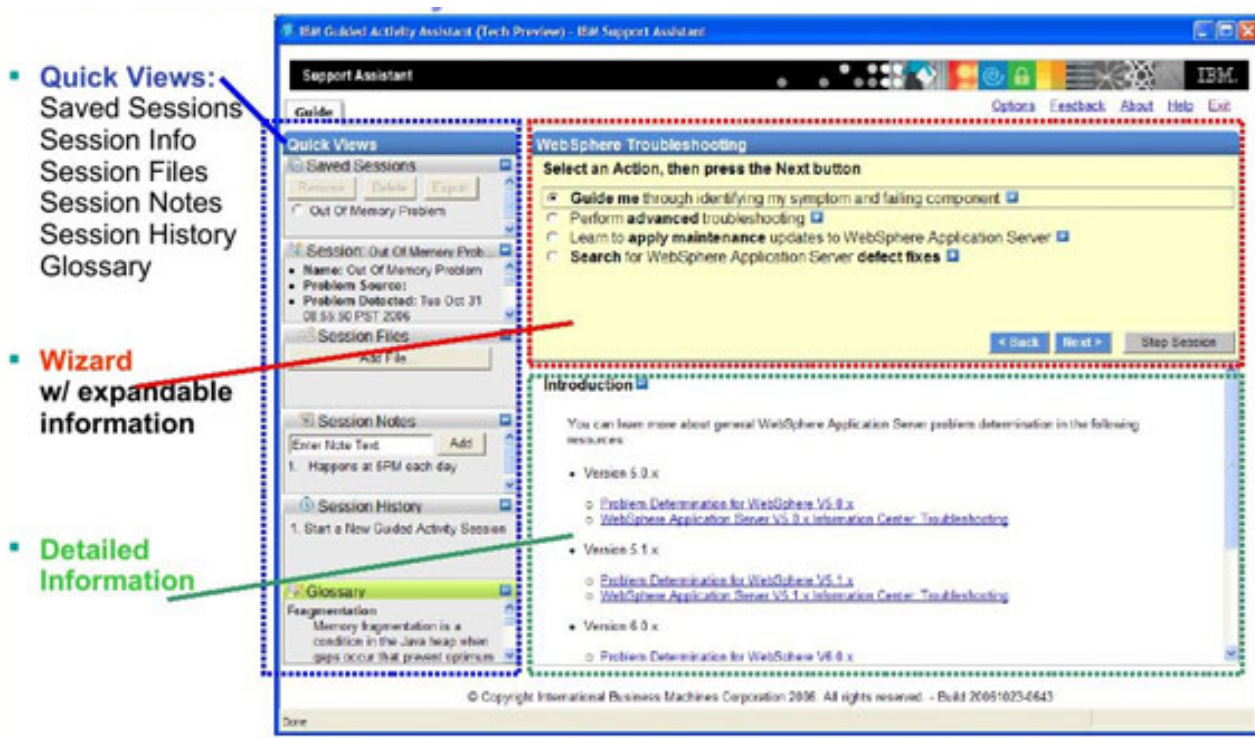 Quick Views:
Saved Sessions
Session Info
Session Files
Session Notes
Session History
Glossary
Wizard
w/ expandable
information
Detailed
Information
IBM Guided Activity Assistant (Tech Preview) - IBM Support Assistant
Support Assistant
IBM.
Guide
Options Feedback About Help Exit
Quick Views
Saved Sessions
Resume Delete Export
Out Of Memory Problem
Session: Out Of Memory Prob...
Name: Out Of Memory Problem
Problem Source:
Problem Detected: Tue Oct 31
08:55:50 PST 2006
Session Files
Add File
Session Notes
Enter Note Text Add
1. Happens at 5PM each day
Session History
1. Start a New Guided Activity Session
Glossary
Fragmentation
Memory fragmentation is a
condition in the Java heap when
gaps occur that prevent optimum
WebSphere Troubleshooting
Select an Action, then press the Next button
Guide me through identifying my symptom and failing component
Perform advanced troubleshooting
Learn to apply maintenance updates to WebSphere Application Server
Search for WebSphere Application Server defect fixes
< Back Next > Stop Session
Introduction
You can learn more about general WebSphere Application Server problem determination in the following
resources:
Version 5.0.x
Problem Determination for WebSphere V5.0.x
WebSphere Application Server V5.0.x Information Center: Troubleshooting
Version 5.1.x
Problem Determination for WebSphere V5.1.x
WebSphere Application Server V5.1.x Information Center: Troubleshooting
Version 6.0.x
Problem Determination for WebSphere V6.0.x
© Copyright International Business Machines Corporation 2006. All rights reserved. - Build 20061023-0643
Done